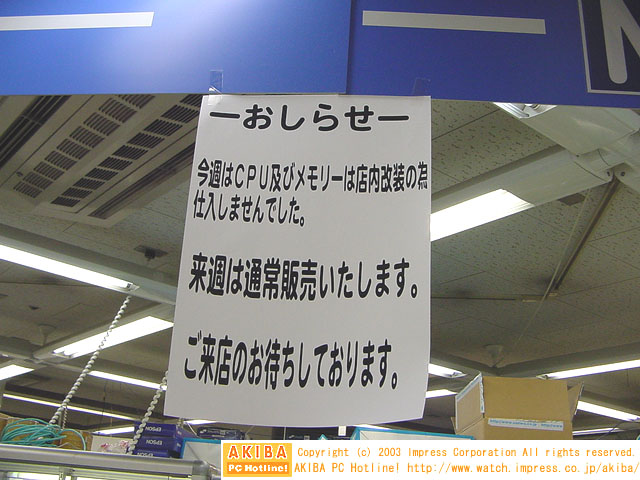 ーおしらせー
今週はCPU及びメモリーは店内改装の為
仕入しませんでした。
来週は通常販売いたします。
ご来店のお待ちしております。
EPSON
AKIBA
PC Hotline!
Copyright (c) 2003 Impress Corporation All rights reserved.
AKIBA PC Hotline! http://www.watch.impress.co.jp/akiba/